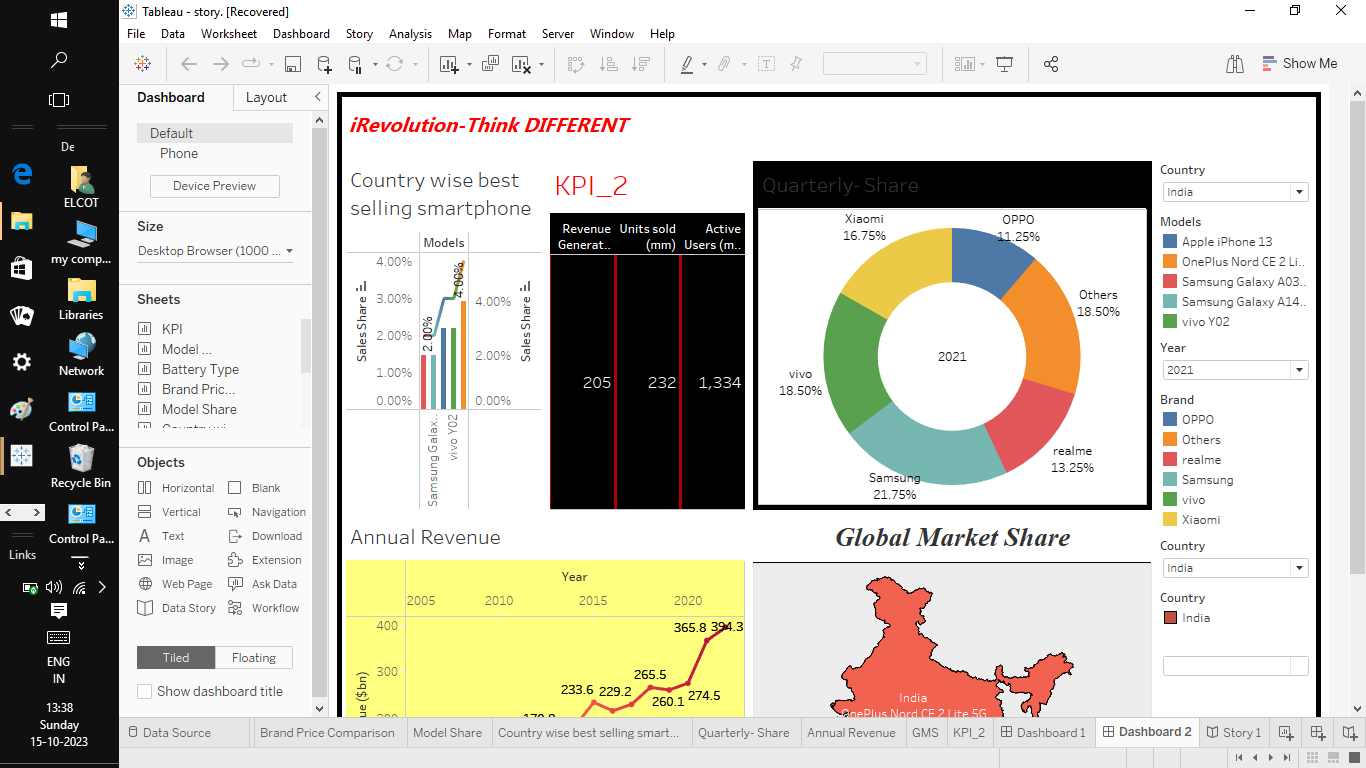 Tableau - story. [Recovered]
File Data Worksheet Dashboard Story Analysis Map Format Server Window Help
Show Me
Dashboard Layout
Default
Phone
Device Preview
Size
Desktop Browser (1000 ...
Sheets
KPI
Model ...
Battery Type
Brand Pric...
Model Share
Objects
Horizontal Blank
Vertical Navigation
Text Download
Image Extension
Web Page Ask Data
Data Story Workflow
Tiled Floating
Show dashboard title
De
ELCOT
my comp...
Libraries
Network
Control Pa...
Recycle Bin
Control Pa...
Links
ENG
IN
13:38
Sunday
15-10-2023
iRevolution-Think DIFFERENT
Country wise best
selling smartphone
Models
4.00%
3.00%
2.00%
1.00%
0.00%
Sales Share
2.00%
4.00%
4.00%
2.00%
0.00%
Sales Share
Samsung Galax..
vivo Y02
KPI_2
Revenue Units sold Active
Generat.. (mm) Users (m..
205 232 1,334
Quarterly- Share
Xiaomi
16.75%
OPPO
11.25%
Others
18.50%
vivo
18.50%
2021
realme
13.25%
Samsung
21.75%
Annual Revenue
Year
2005 2010 2015 2020
400
300
365.8 394.3
265.5
233.6 229.2
260.1 274.5
ue ($bn)
Global Market Share
India
OnePlus Nord CE 2 Lite 5G
Country
India
Models
Apple iPhone 13
OnePlus Nord CE 2 Li..
Samsung Galaxy A03..
Samsung Galaxy A14..
vivo Y02
Year
2021
Brand
OPPO
Others
realme
Samsung
vivo
Xiaomi
Country
India
Country
India
Data Source Brand Price Comparison Model Share Country wise best selling smart... Quarterly- Share Annual Revenue GMS KPI_2 Dashboard 1 Dashboard 2 Story 1